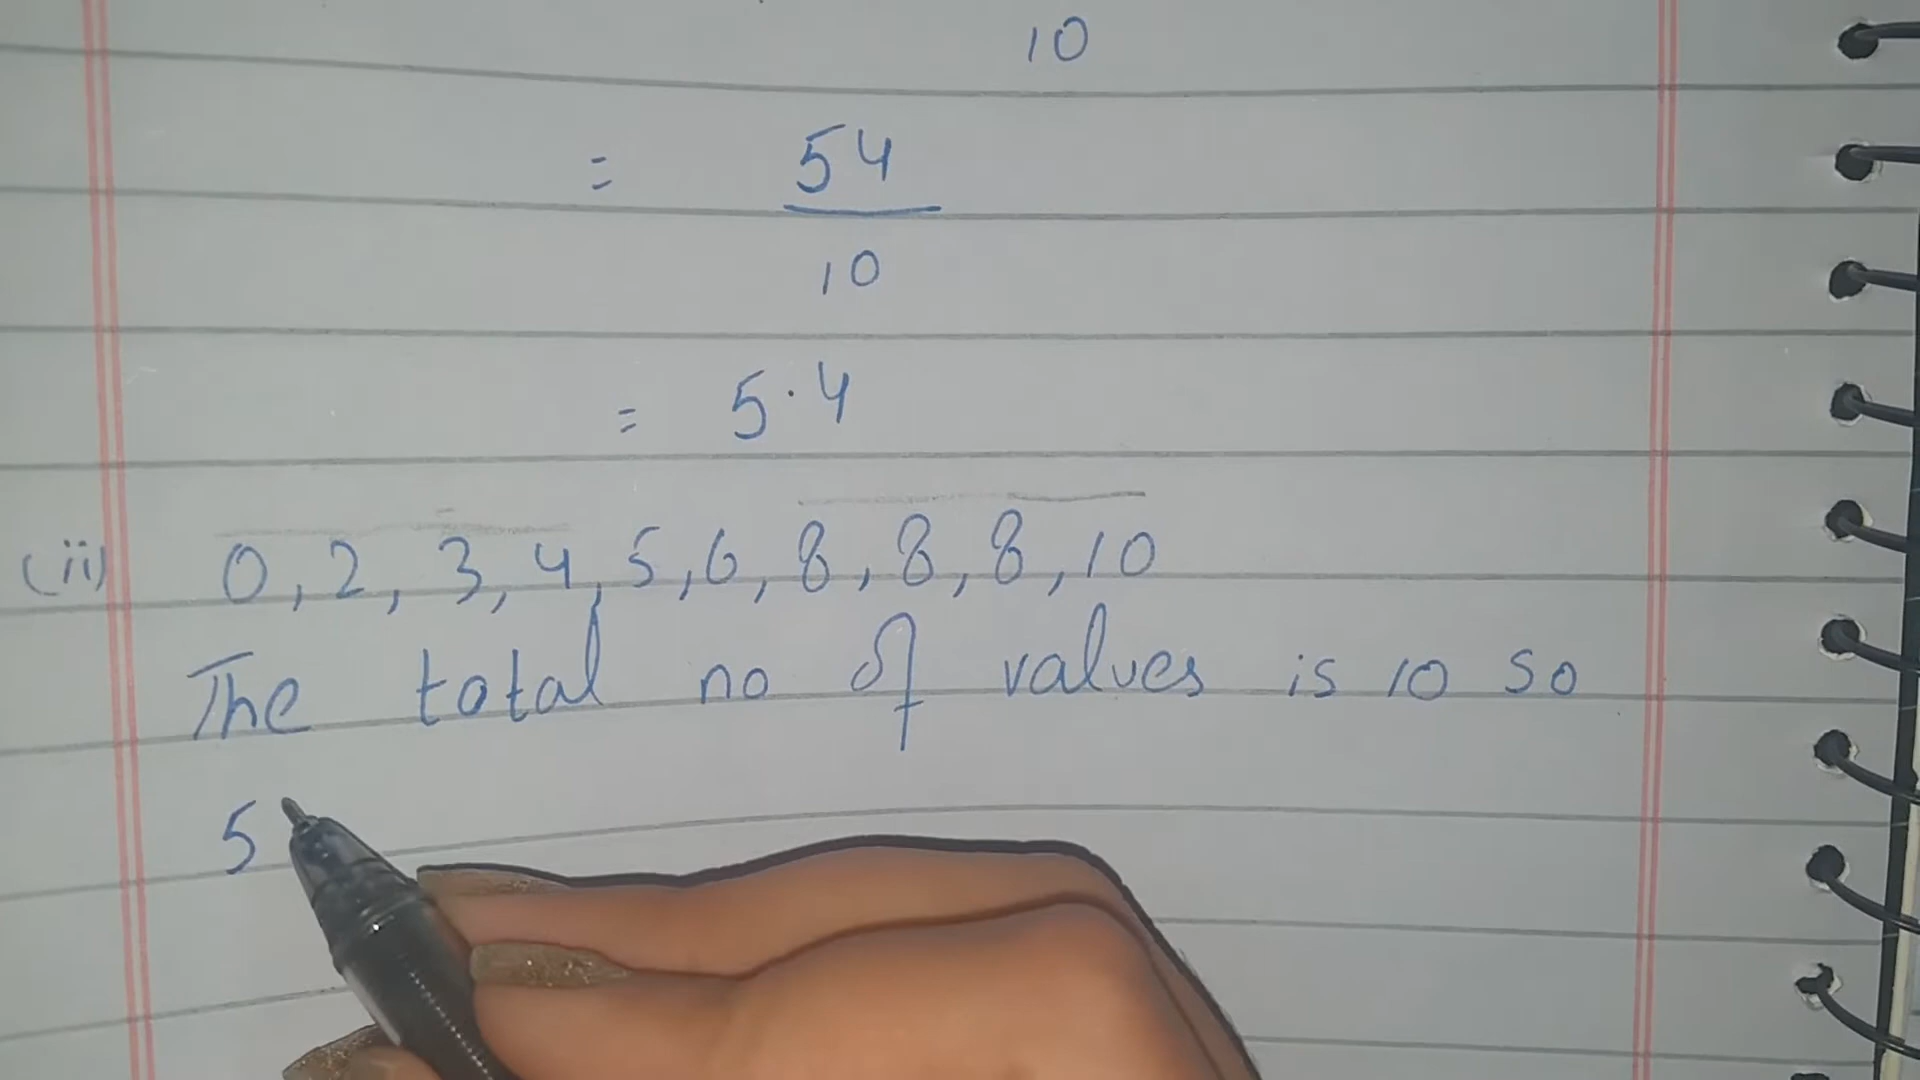 10
= 54
10
= 5.4
(ii) 0, 2, 3, 4, 5, 6, 8, 8, 8, 10
The total no of values is 10 so
5